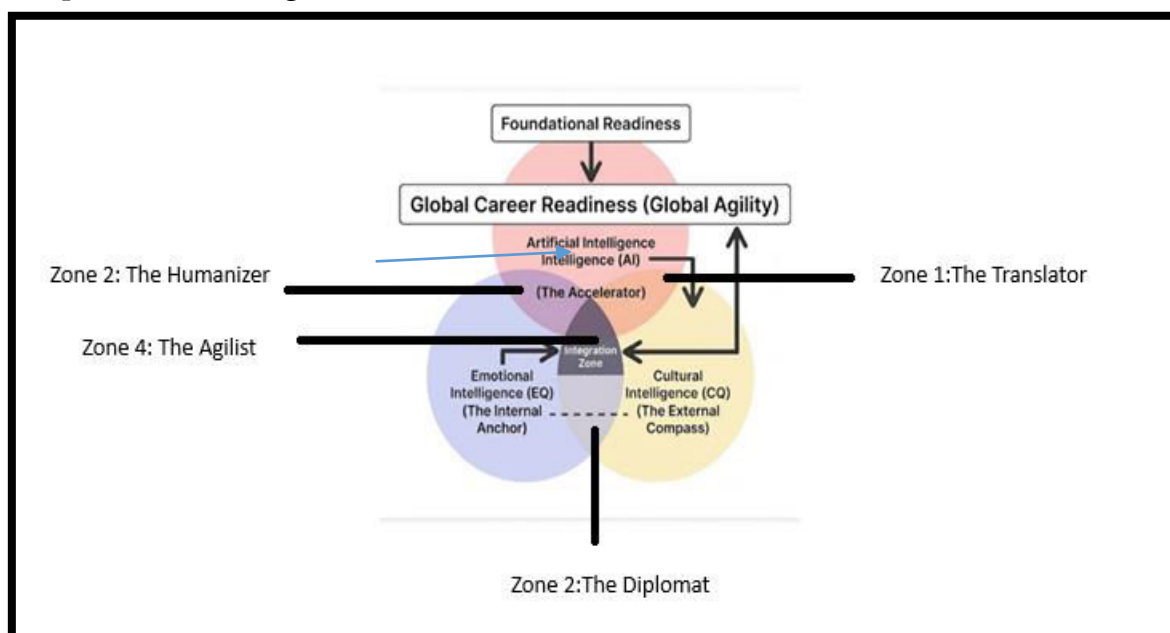 Foundational Readiness
Global Career Readiness (Global Agility)
Artificial Intelligence
Intelligence (AI)
(The Accelerator)
Zone 2: The Humanizer
Zone 1:The Translator
Zone 4: The Agilist
Integration
Zone
Emotional
Intelligence (EQ)
(The Internal
Anchor)
Cultural
Intelligence (CQ)
(The External
Compass)
Zone 2:The Diplomat